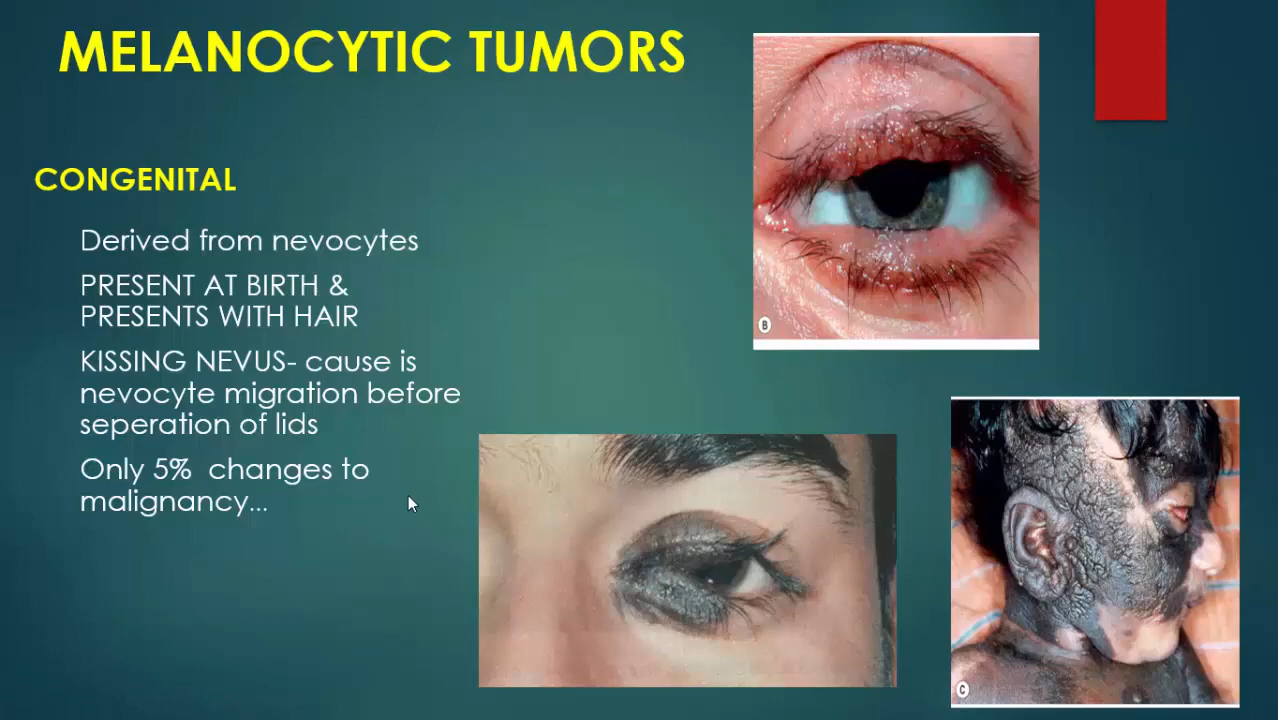 MELANOCYTIC TUMORS
CONGENITAL
Derived from nevocytes
PRESENT AT BIRTH &
PRESENTS WITH HAIR
KISSING NEVUS- cause is
nevocyte migration before
seperation of lids
Only 5% changes to
malignancy...
B
C